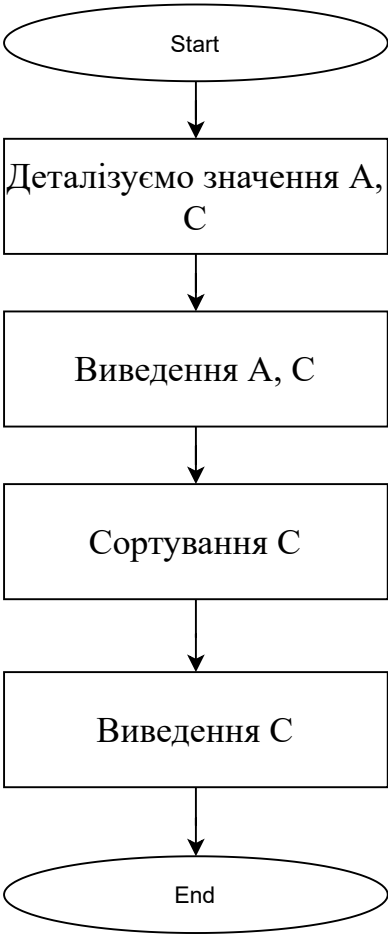 Start
Деталізуємо значення А,
С
Виведення А, С
Сортування С
Виведення С
End